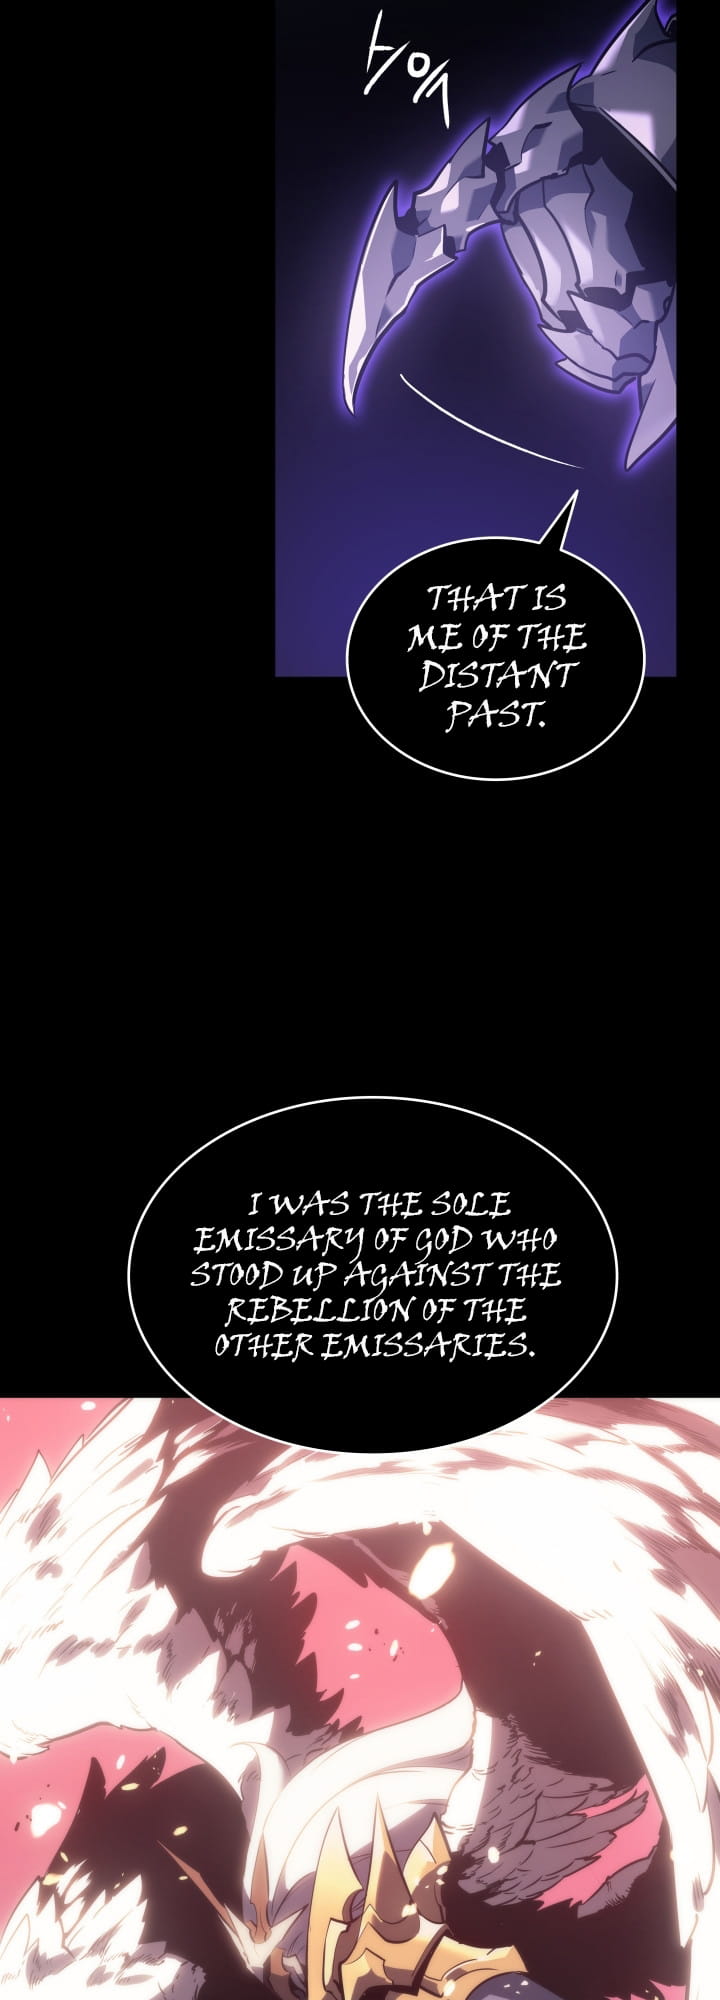 THAT IS
ME OF THE
DISTANT
PAST.
I WAS THE SOLE
EMISSARY OF GOD WHO
STOOD UP AGAINST THE
REBELLION OF THE
OTHER EMISSARIES.